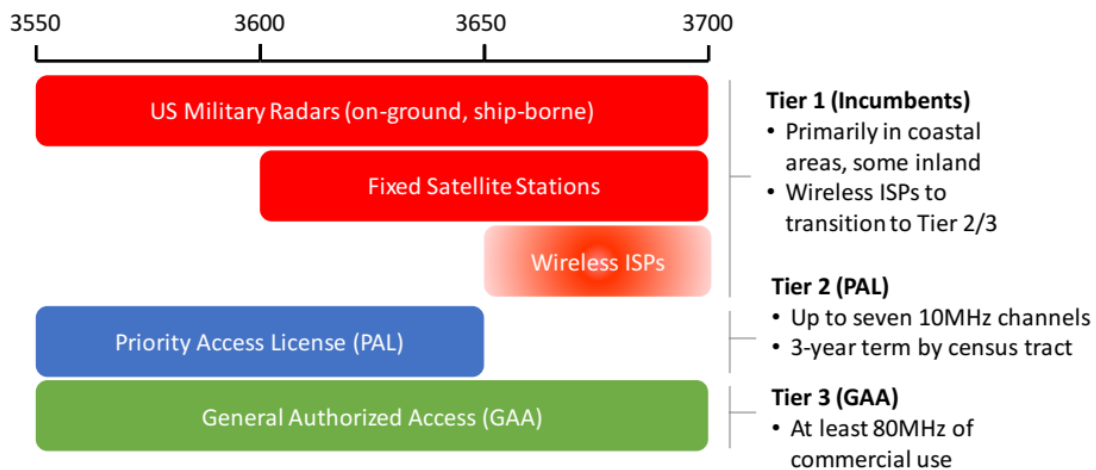 3550 3600 3650 3700
US Military Radars (on-ground, ship-borne)
Fixed Satellite Stations
Wireless ISPs
Priority Access License (PAL)
General Authorized Access (GAA)
Tier 1 (Incumbents)
• Primarily in coastal
areas, some inland
• Wireless ISPs to
transition to Tier 2/3
Tier 2 (PAL)
• Up to seven 10MHz channels
• 3-year term by census tract
Tier 3 (GAA)
• At least 80MHz of
commercial use